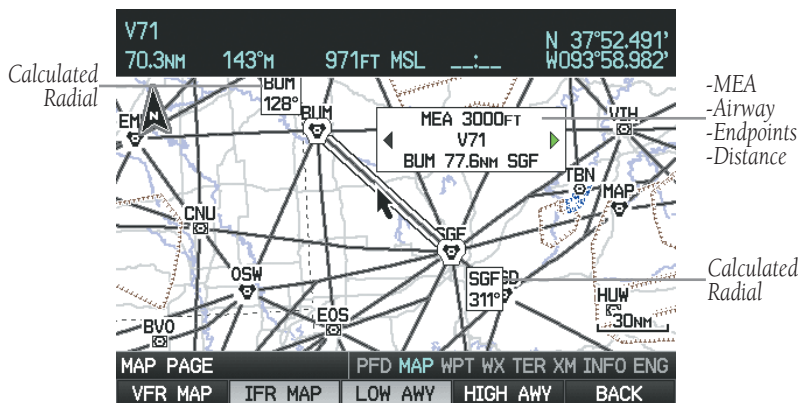 V71
70.3NM 143°M 971FT MSL __:__
N 37°52.491'
W093°58.982'
Calculated
Radial
BUM
128°
BUM
EM
MEA 3000FT
V71
BUM 77.6NM SGF
VIH
-MEA
-Airway
-Endpoints
-Distance
N
TBN
MAP
CNU
SGF
OSW
SGF
311°
GD
Calculated
Radial
HUW
30NM
EOS
BVO
MAP PAGE
PFD MAP WPT WX TER XM INFO ENG
VFR MAP IFR MAP LOW AWY HIGH AWY BACK